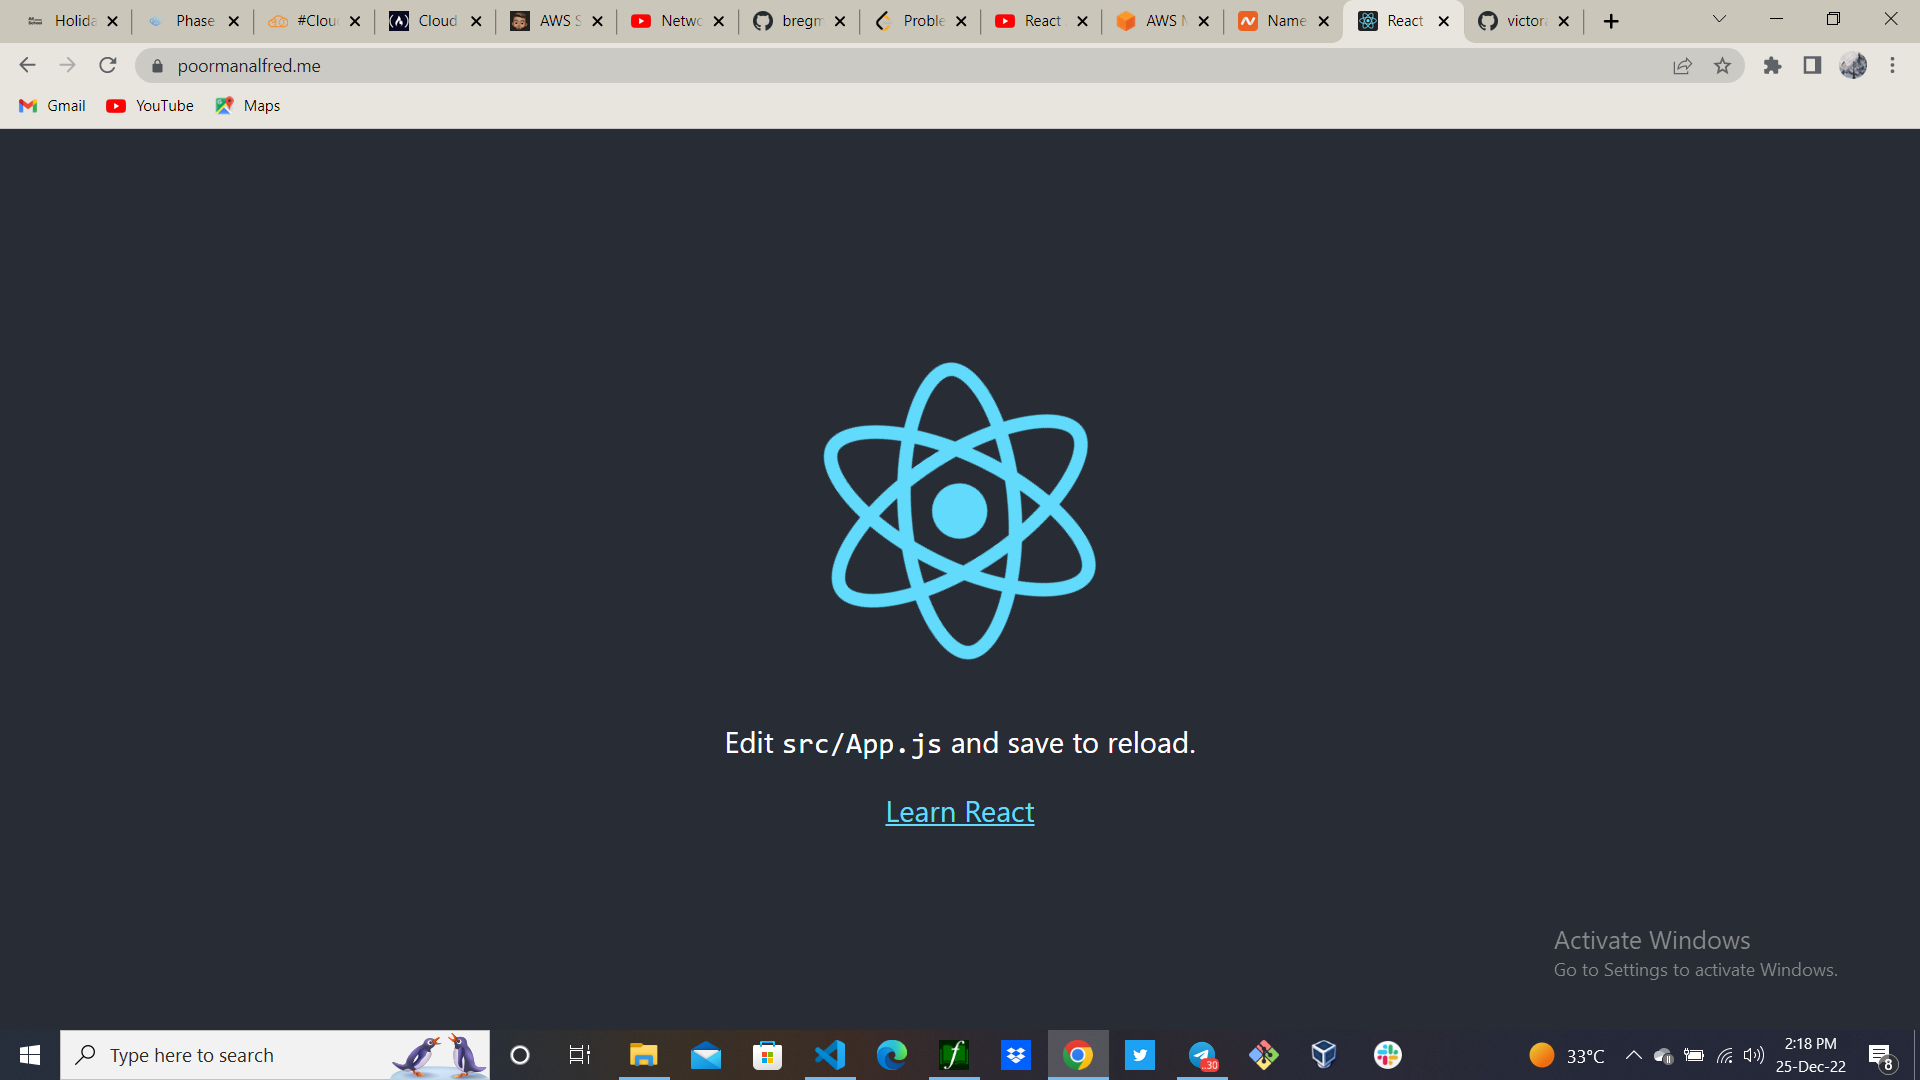 Holida
Phase
#Clou
Cloud
AWS S
Netwo
bregm
Proble
React
AWS M
Name
React
victor
poormanalfred.me
Gmail
YouTube
Maps
Edit src/App.js and save to reload.
Learn React
Activate Windows
Go to Settings to activate Windows.
Type here to search
..30
33°C
2:18 PM
25-Dec-22
8